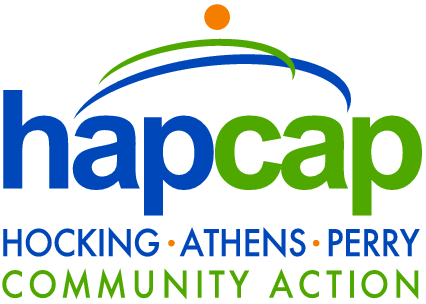 hapcap
HOCKING · ATHENS · PERRY
COMMUNITY ACTION